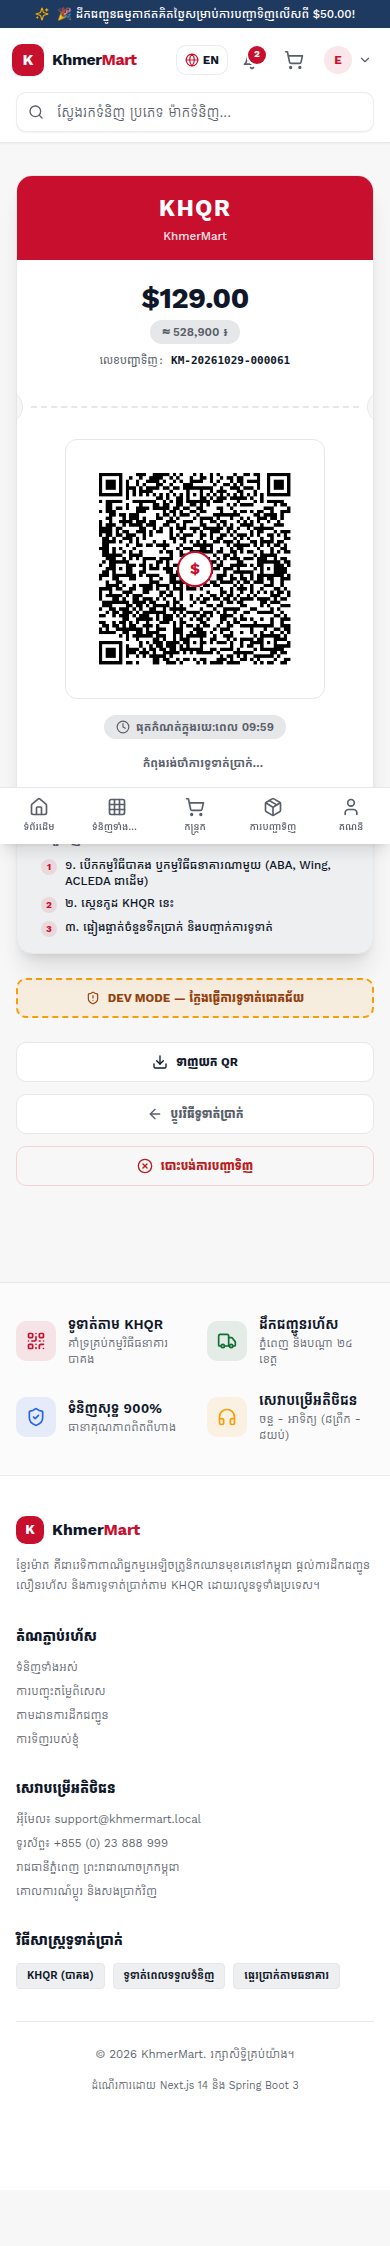 🎉 ដឹកជញ្ជូនធម្មតាឥតគិតថ្លៃសម្រាប់ការបញ្ជាទិញលើសពី $50.00!
K KhmerMart EN 2 E
ស្វែងរកទំនិញ ប្រភេទ ម៉ាកទំនិញ...
KHQR
KhmerMart
$129.00
≈ 528,900 ៛
លេខបញ្ជាទិញ: KM-20261029-000061
$
ផុតកំណត់ក្នុងរយៈពេល 09:59
កំពុងរង់ចាំការទូទាត់ប្រាក់...
ទំព័រដើម ទំនិញទាំង... កន្ត្រក ការបញ្ជាទិញ គណនី
1 ១. បើកកម្មវិធីបាគង ឬកម្មវិធីធនាគារណាមួយ (ABA, Wing,
ACLEDA ជាដើម)
2 ២. ស្កេនកូដ KHQR នេះ
3 ៣. ផ្ទៀងផ្ទាត់ចំនួនទឹកប្រាក់ និងបញ្ជាក់ការទូទាត់
DEV MODE — ក្លែងធ្វើការទូទាត់ជោគជ័យ
ទាញយក QR
ប្តូរវិធីទូទាត់ប្រាក់
បោះបង់ការបញ្ជាទិញ
ទូទាត់តាម KHQR
គាំទ្រគ្រប់កម្មវិធីធនាគារ
បាគង
ដឹកជញ្ជូនរហ័ស
ភ្នំពេញ និងបណ្តា ២៤
ខេត្ត
ទំនិញសុទ្ធ ១០០%
ធានាគុណភាពពិតពីហាង
សេវាបម្រើអតិថិជន
ចន្ទ - អាទិត្យ (៨ព្រឹក -
៨យប់)
K KhmerMart
ខ្មែរម៉ាត គឺជាវេទិកាពាណិជ្ជកម្មអេឡិចត្រូនិកឈានមុខគេនៅកម្ពុជា ផ្តល់ការដឹកជញ្ជូន
លឿនរហ័ស និងការទូទាត់ប្រាក់តាម KHQR ដោយរលូនទូទាំងប្រទេស។
តំណភ្ជាប់រហ័ស
ទំនិញទាំងអស់
ការបញ្ចុះតម្លៃពិសេស
តាមដានការដឹកជញ្ជូន
ការទិញរបស់ខ្ញុំ
សេវាបម្រើអតិថិជន
អ៊ីមែល៖ support@khmermart.local
ទូរស័ព្ទ៖ +855 (0) 23 888 999
រាជធានីភ្នំពេញ ព្រះរាជាណាចក្រកម្ពុជា
គោលការណ៍ប្តូរ និងសងប្រាក់វិញ
វិធីសាស្ត្រទូទាត់ប្រាក់
KHQR (បាគង) ទូទាត់ពេលទទួលទំនិញ ផ្ទេរប្រាក់តាមធនាគារ
© 2026 KhmerMart. រក្សាសិទ្ធិគ្រប់យ៉ាង។
ដំណើរការដោយ Next.js 14 និង Spring Boot 3